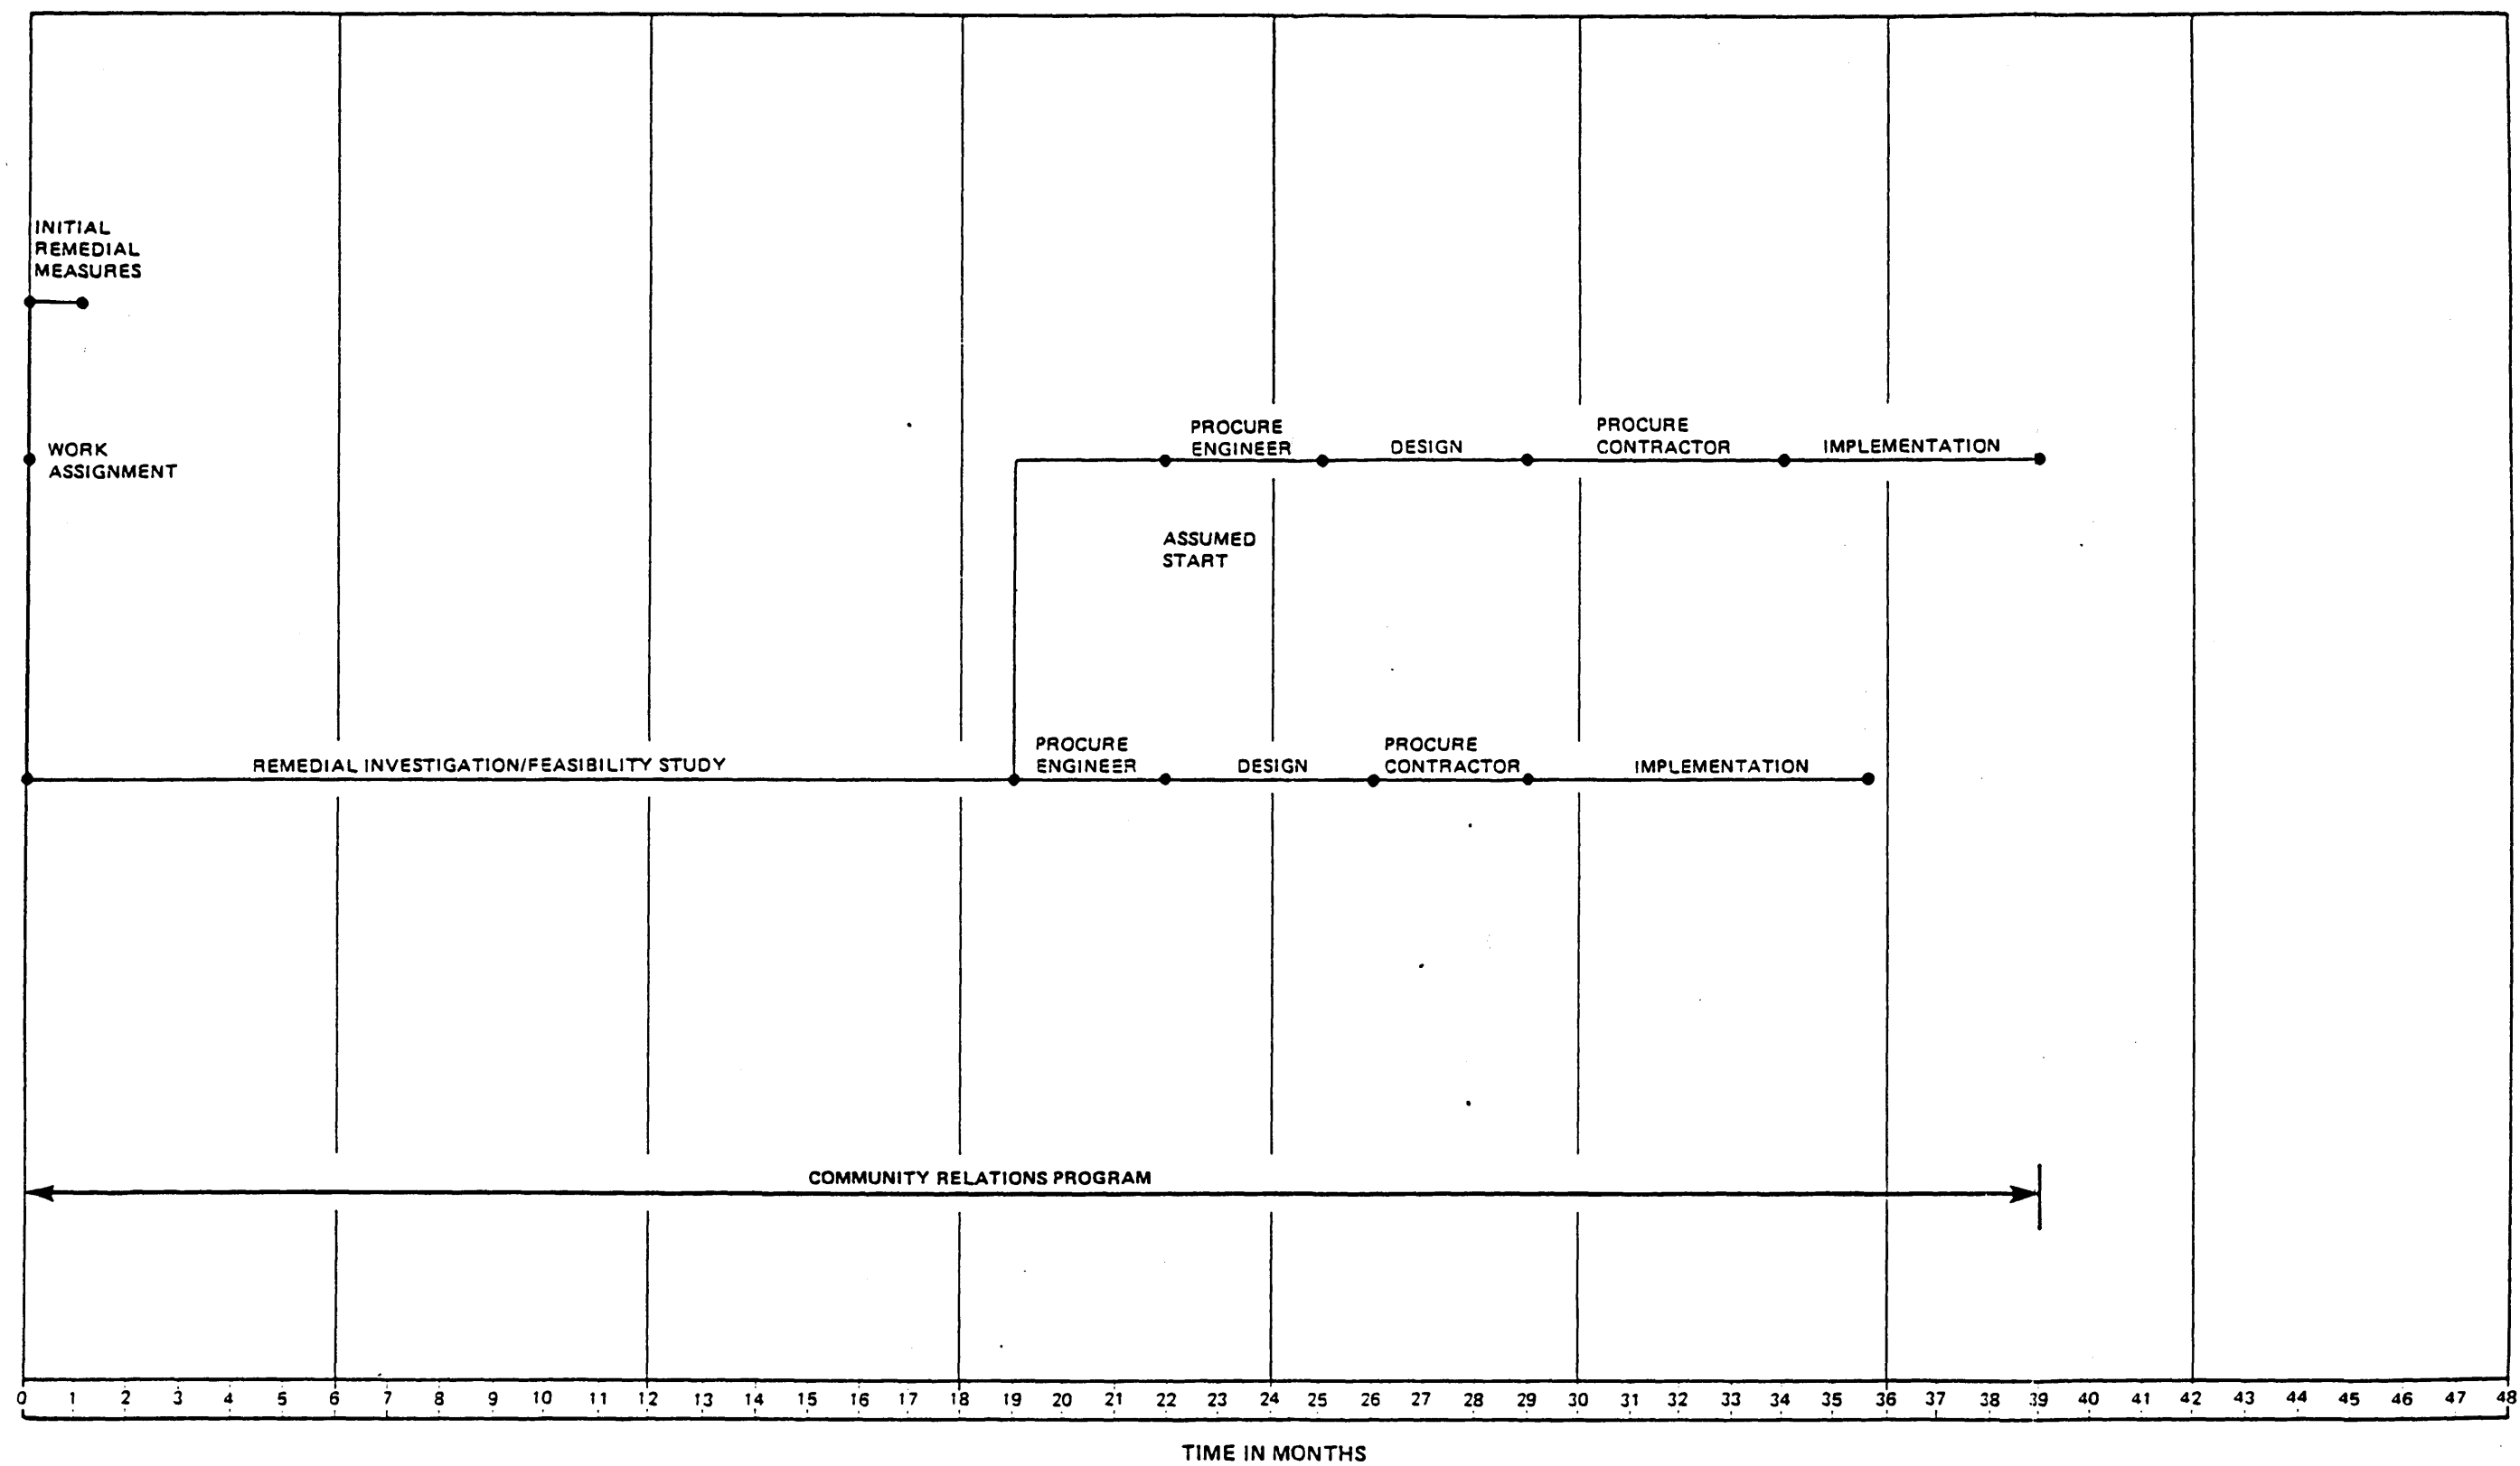 INITIAL
REMEDIAL
MEASURES
WORK
ASSIGNMENT
PROCURE
ENGINEER
DESIGN
PROCURE
CONTRACTOR
IMPLEMENTATION
ASSUMED
START
REMEDIAL INVESTIGATION/FEASIBILITY STUDY
PROCURE
ENGINEER
DESIGN
PROCURE
CONTRACTOR
IMPLEMENTATION
COMMUNITY RELATIONS PROGRAM
0 1 2 3 4 5 6 7 8 9 10 11 12 13 14 15 16 17 18 19 20 21 22 23 24 25 26 27 28 29 30 31 32 33 34 35 36 37 38 39 40 41 42 43 44 45 46 47 48
TIME IN MONTHS